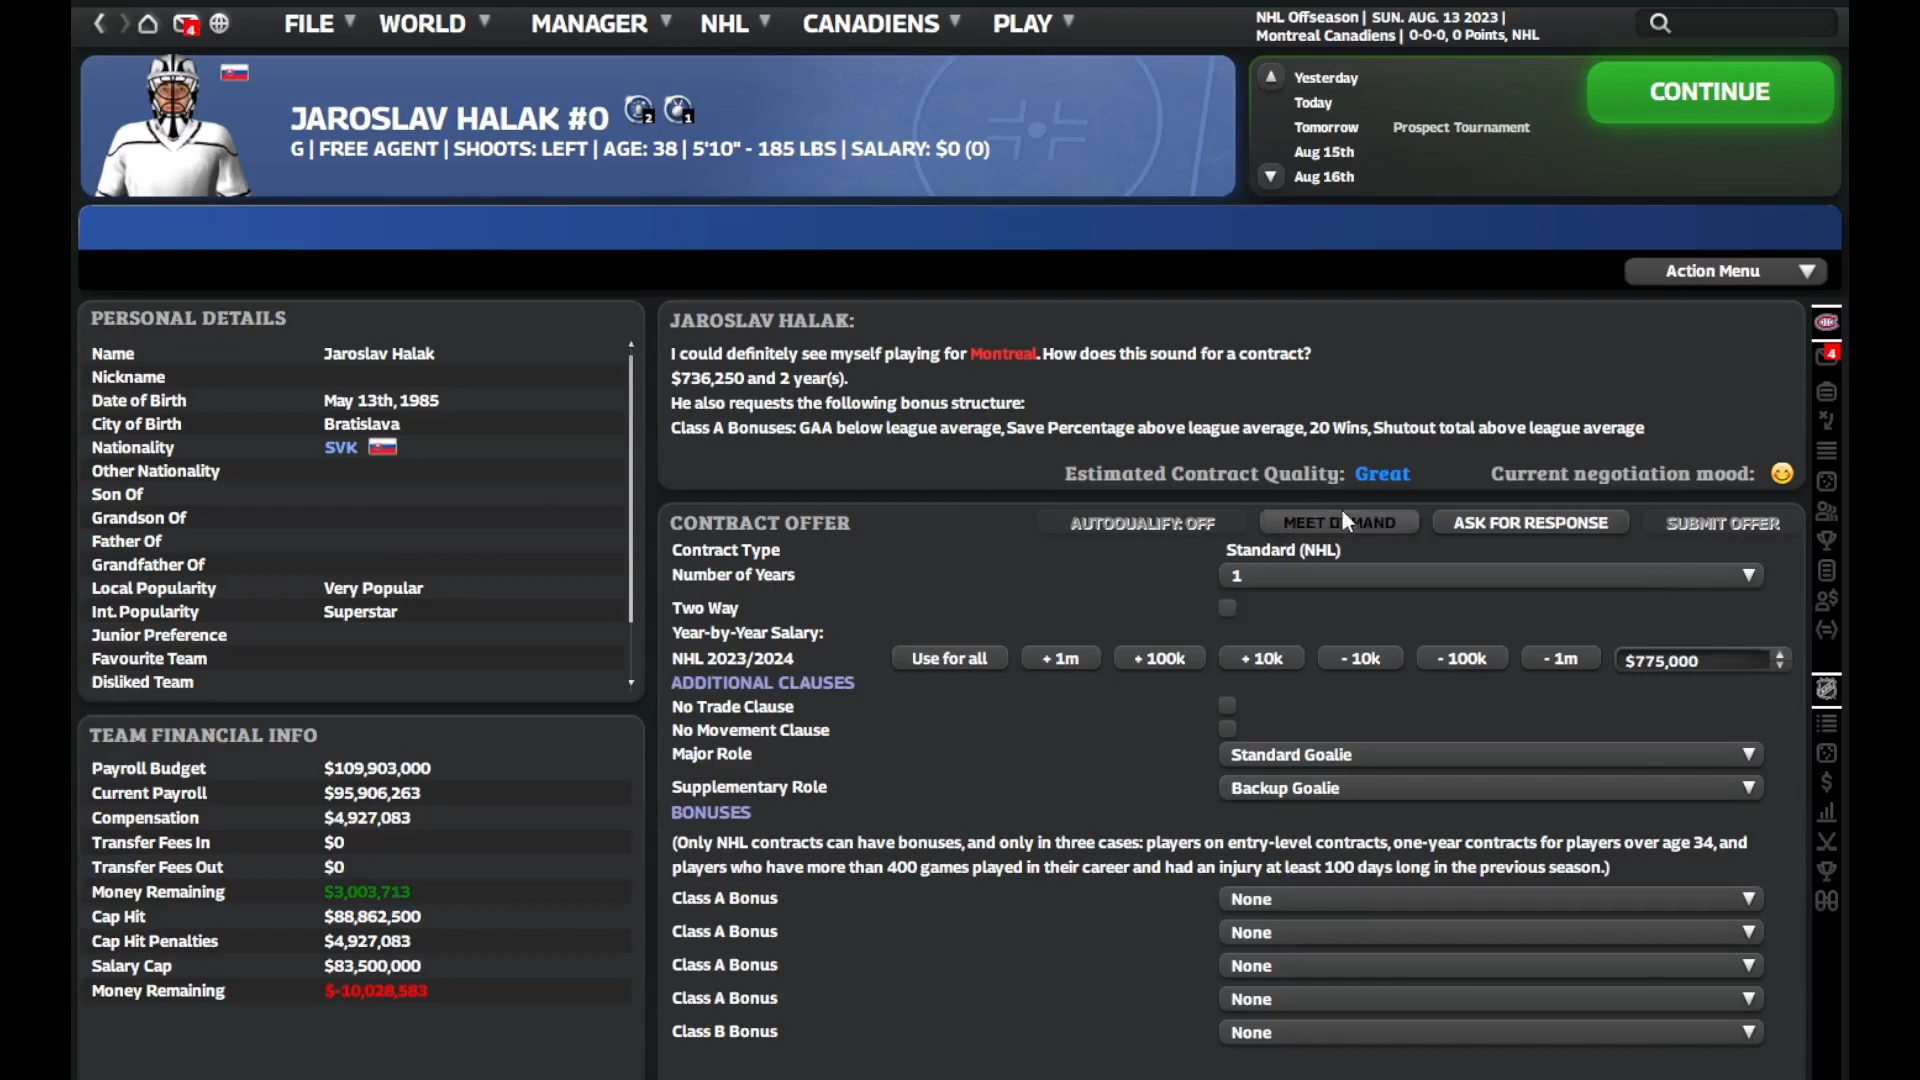 FILE WORLD MANAGER NHL CANADIENS PLAY
NHL Offseason | SUN. AUG. 13 2023 |
Montreal Canadiens | 0-0-0, 0 Points, NHL
4
JAROSLAV HALAK #0 2 1
G | FREE AGENT | SHOOTS: LEFT | AGE: 38 | 5'10" - 185 LBS | SALARY: $0 (0)
Yesterday
Today
Tomorrow Prospect Tournament
Aug 15th
Aug 16th
CONTINUE
Action Menu
PERSONAL DETAILS
Name Jaroslav Halak
Nickname
Date of Birth May 13th, 1985
City of Birth Bratislava
Nationality SVK
Other Nationality
Son Of
Grandson Of
Father Of
Grandfather Of
Local Popularity Very Popular
Int. Popularity Superstar
Junior Preference
Favourite Team
Disliked Team
TEAM FINANCIAL INFO
Payroll Budget $109,903,000
Current Payroll $95,906,263
Compensation $4,927,083
Transfer Fees In $0
Transfer Fees Out $0
Money Remaining $3,003,713
Cap Hit $88,862,500
Cap Hit Penalties $4,927,083
Salary Cap $83,500,000
Money Remaining $-10,028,583
JAROSLAV HALAK:
I could definitely see myself playing for Montreal. How does this sound for a contract?
$736,250 and 2 year(s).
He also requests the following bonus structure:
Class A Bonuses: GAA below league average, Save Percentage above league average, 20 Wins, Shutout total above league average
Estimated Contract Quality: Great Current negotiation mood:
CONTRACT OFFER AUTOQUALIFY: OFF MEET DEMAND ASK FOR RESPONSE SUBMIT OFFER
Contract Type Standard (NHL)
Number of Years 1
Two Way
Year-by-Year Salary:
NHL 2023/2024 Use for all + 1m + 100k + 10k - 10k - 100k - 1m $775,000
ADDITIONAL CLAUSES
No Trade Clause
No Movement Clause
Major Role Standard Goalie
Supplementary Role Backup Goalie
BONUSES
(Only NHL contracts can have bonuses, and only in three cases: players on entry-level contracts, one-year contracts for players over age 34, and
players who have more than 400 games played in their career and had an injury at least 100 days long in the previous season.)
Class A Bonus None
Class A Bonus None
Class A Bonus None
Class A Bonus None
Class B Bonus None
4